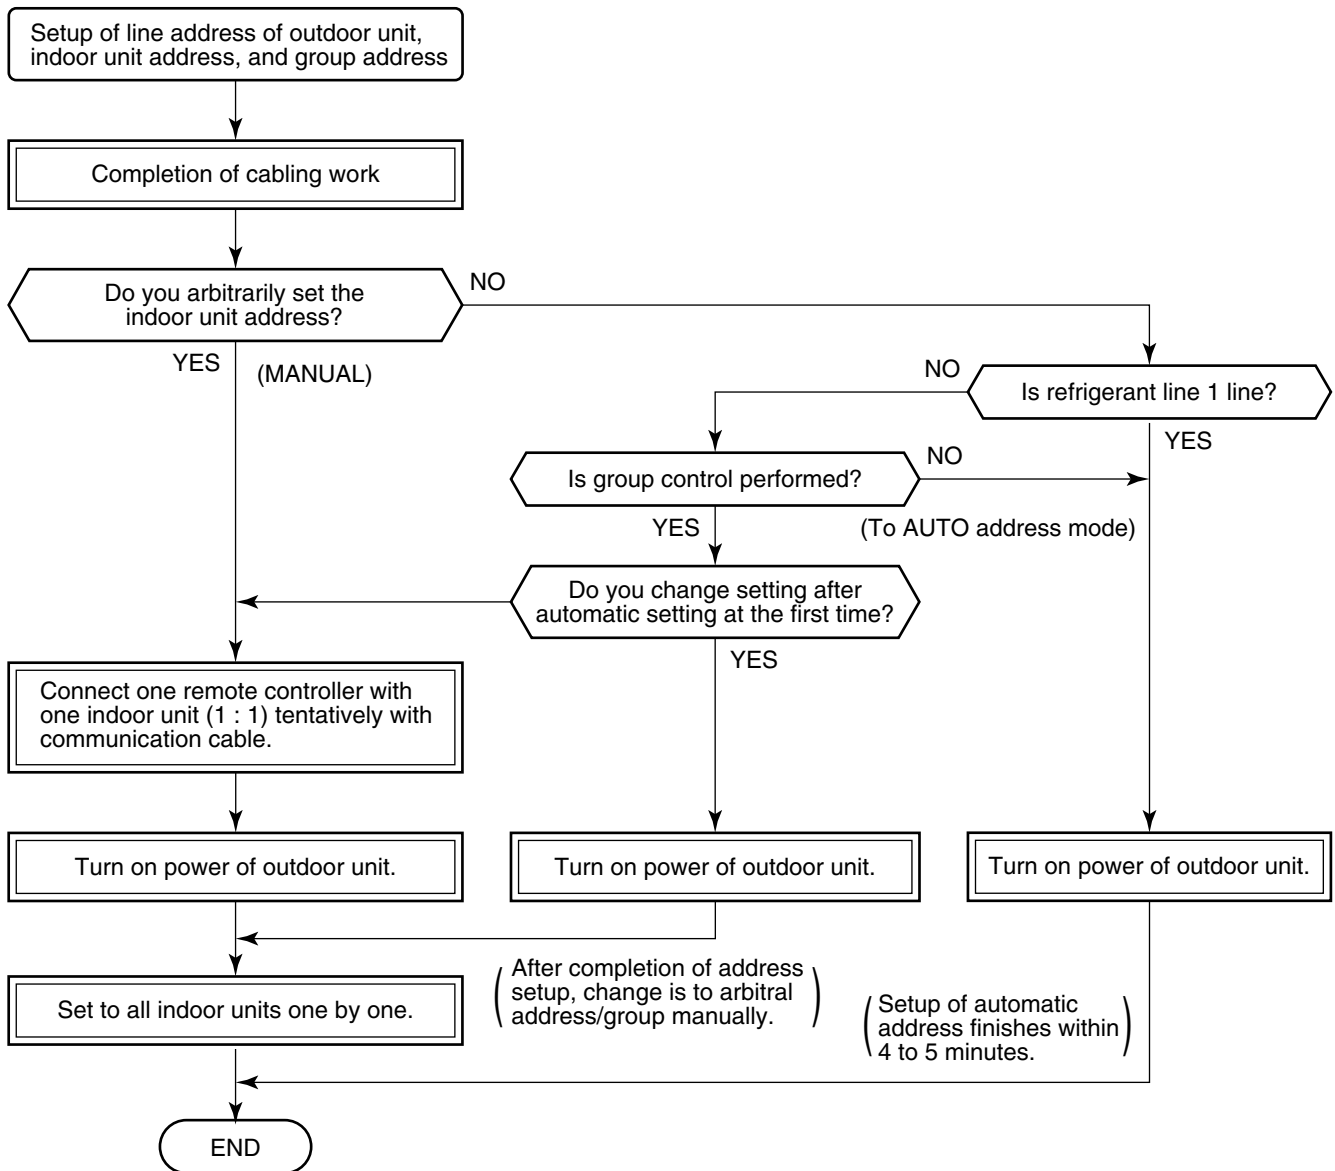 Setup of line address of outdoor unit,
indoor unit address, and group address
Completion of cabling work
Do you arbitrarily set the
indoor unit address?
NO
YES
(MANUAL)
NO
Is refrigerant line 1 line?
YES
Is group control performed?
NO
YES
(To AUTO address mode)
Do you change setting after
automatic setting at the first time?
YES
Connect one remote controller with
one indoor unit (1 : 1) tentatively with
communication cable.
Turn on power of outdoor unit.
Turn on power of outdoor unit.
Turn on power of outdoor unit.
(After completion of address
setup, change is to arbitral
address/group manually.)
Set to all indoor units one by one.
(Setup of automatic
address finishes within
4 to 5 minutes.)
END